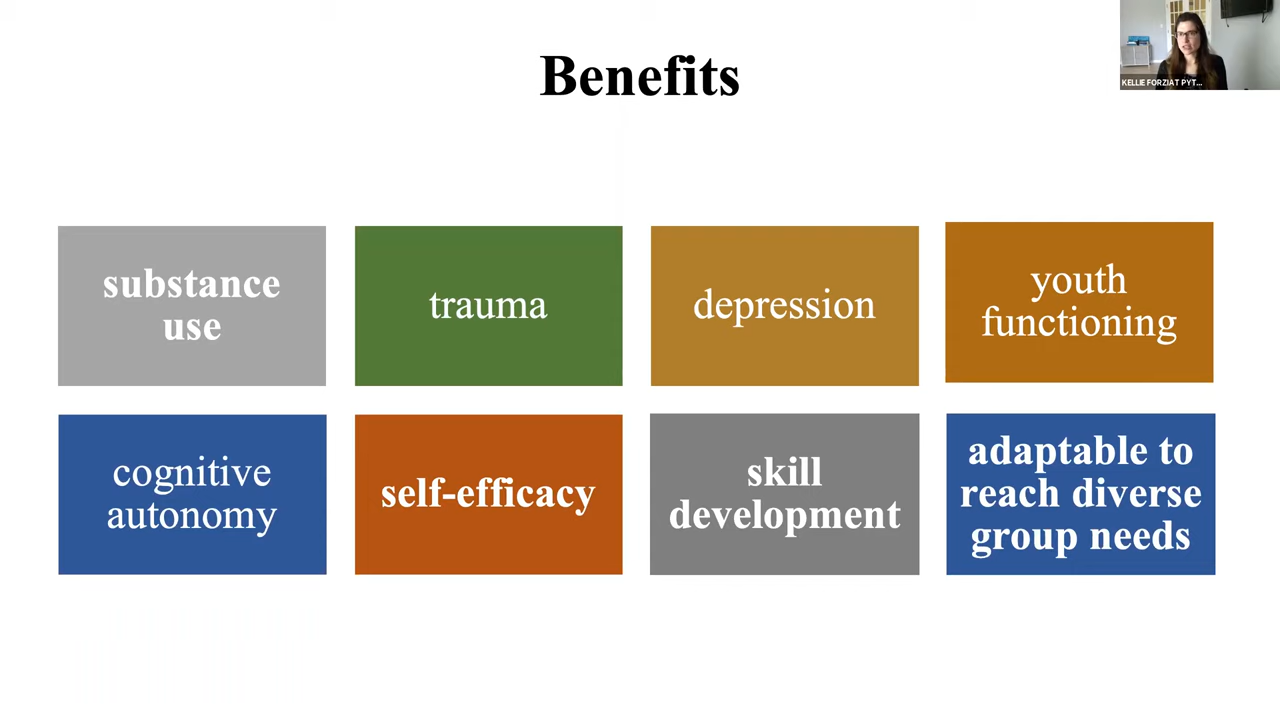 Benefits
KELLIE FORZIAT PYT...
substance
use
trauma
depression
youth
functioning
cognitive
autonomy
self-efficacy
skill
development
adaptable to
reach diverse
group needs